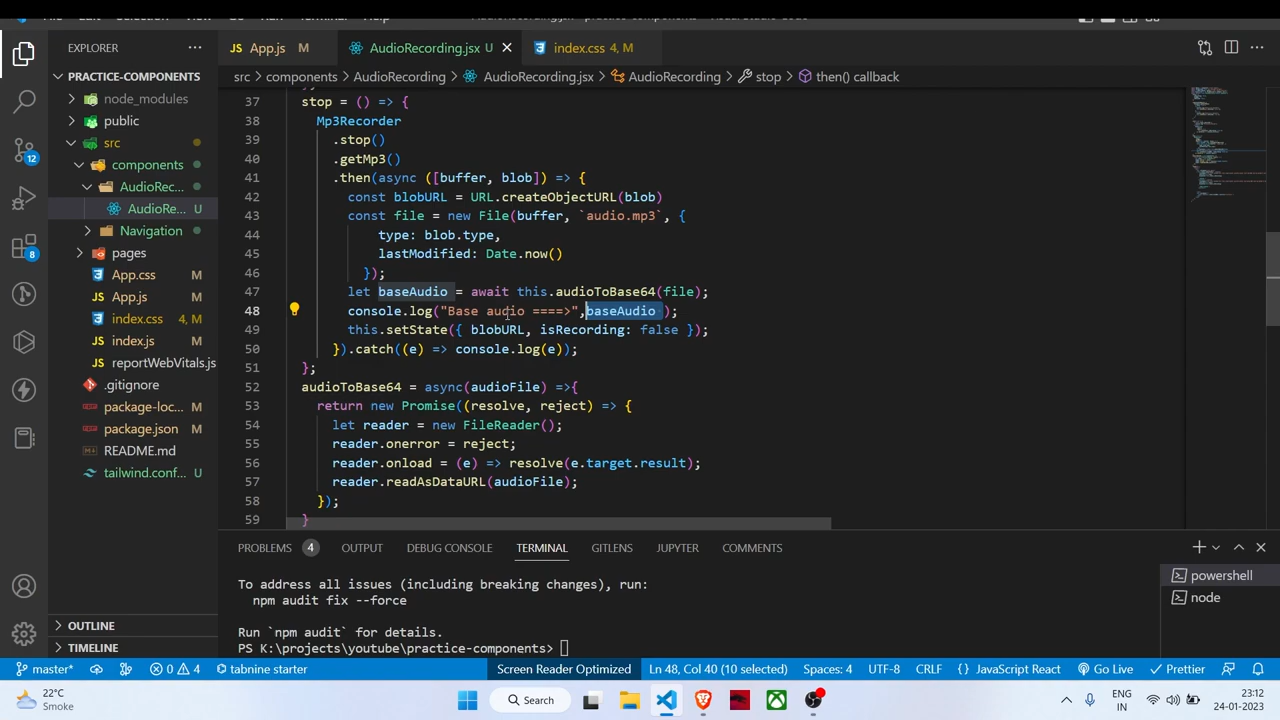 EXPLORER
PRACTICE-COMPONENTS
node_modules
public
src
components
AudioRec...
AudioRe... U
Navigation
pages
App.css M
App.js M
index.css 4, M
index.js M
reportWebVitals.js
.gitignore
package-loc... M
package.json M
README.md
tailwind.conf... U
OUTLINE
TIMELINE
12
8
App.js M
AudioRecording.jsx U
index.css 4, M
src > components > AudioRecording > AudioRecording.jsx > AudioRecording > stop > then() callback
37 stop = () => {
38 Mp3Recorder
39 .stop()
40 .getMp3()
41 .then(async ([buffer, blob]) => {
42 const blobURL = URL.createObjectURL(blob)
43 const file = new File(buffer, `audio.mp3`, {
44 type: blob.type,
45 lastModified: Date.now()
46 });
47 let baseAudio = await this.audioToBase64(file);
48 console.log("Base audio ====>",baseAudio );
49 this.setState({ blobURL, isRecording: false });
50 }).catch((e) => console.log(e));
51 };
52 audioToBase64 = async(audioFile) =>{
53 return new Promise((resolve, reject) => {
54 let reader = new FileReader();
55 reader.onerror = reject;
56 reader.onload = (e) => resolve(e.target.result);
57 reader.readAsDataURL(audioFile);
58 });
59 }
PROBLEMS 4 OUTPUT DEBUG CONSOLE TERMINAL GITLENS JUPYTER COMMENTS
To address all issues (including breaking changes), run:
npm audit fix --force
Run `npm audit` for details.
PS K:\projects\youtube\practice-components>
powershell
node
master* 0 4 tabnine starter Screen Reader Optimized Ln 48, Col 40 (10 selected) Spaces: 4 UTF-8 CRLF {} JavaScript React Go Live Prettier
22°C
Smoke
Search
ENG
IN
23:12
24-01-2023